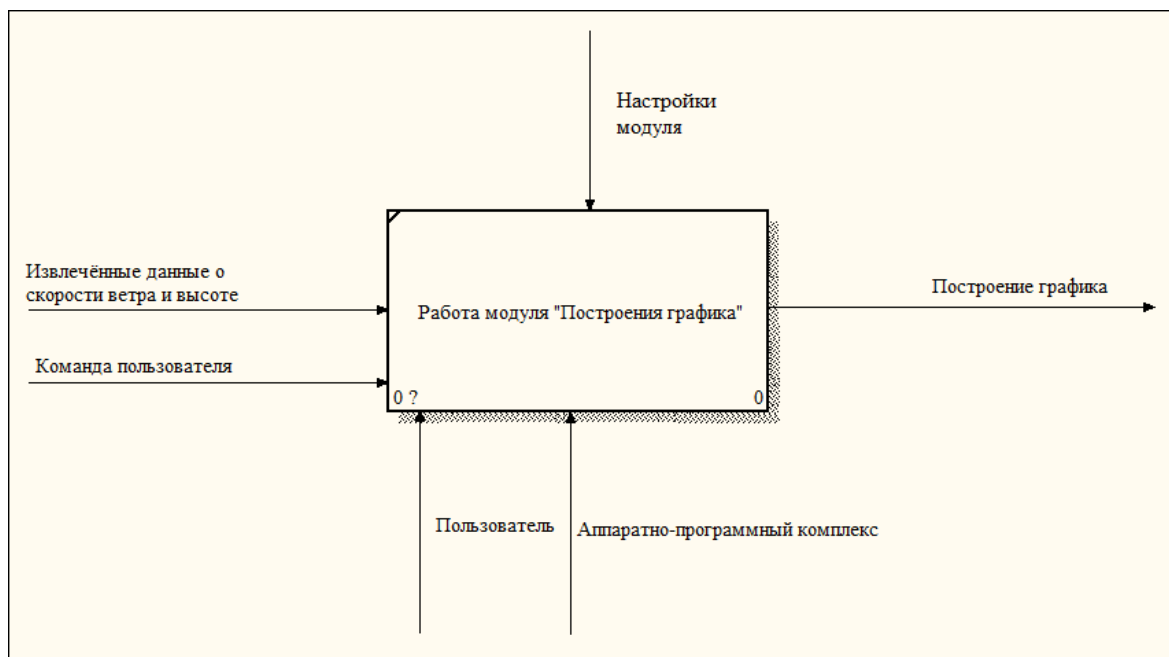 Настройки
модуля
Извлечённые данные о
скорости ветра и высоте
Построение графика
Работа модуля "Построения графика"
Команда пользователя
0 ?
0
Пользователь
Аппаратно-программный комплекс